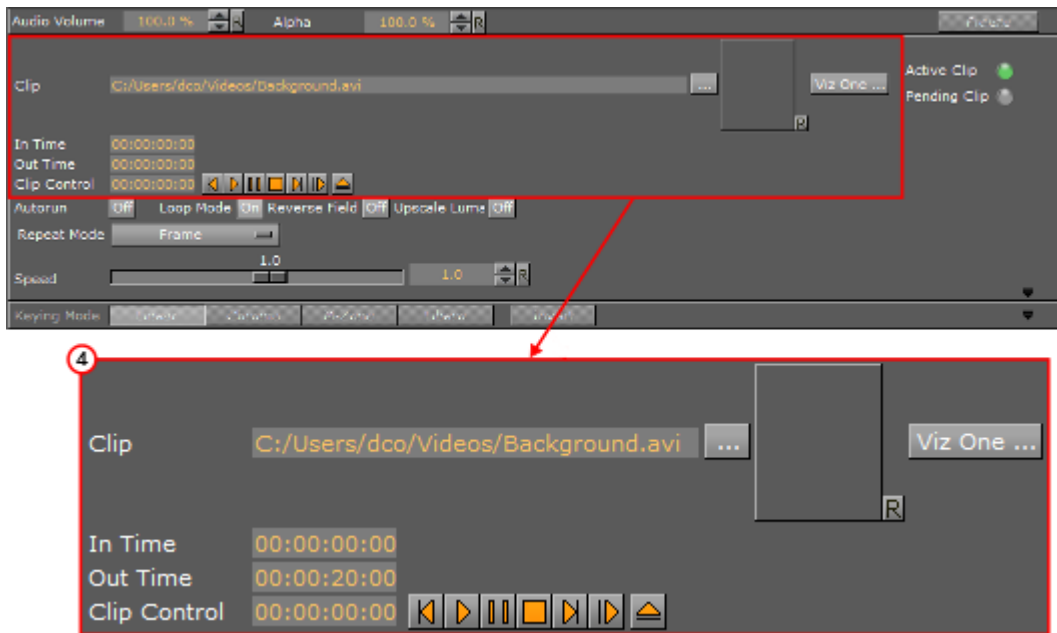 Audio Volume 100.0 % R Alpha 100.0 % R
Clip C:/Users/dco/Videos/Background.avi ... Viz One ...
R
Active Clip
Pending Clip
In Time 00:00:00:00
Out Time 00:00:00:00
Clip Control 00:00:00:00
Autorun Off Loop Mode On Reverse Field Off Upscale Luma Off
Repeat Mode Frame
1.0
Speed 1.0 R
Keying Mode
4
Clip C:/Users/dco/Videos/Background.avi ... Viz One ...
R
In Time 00:00:00:00
Out Time 00:00:20:00
Clip Control 00:00:00:00